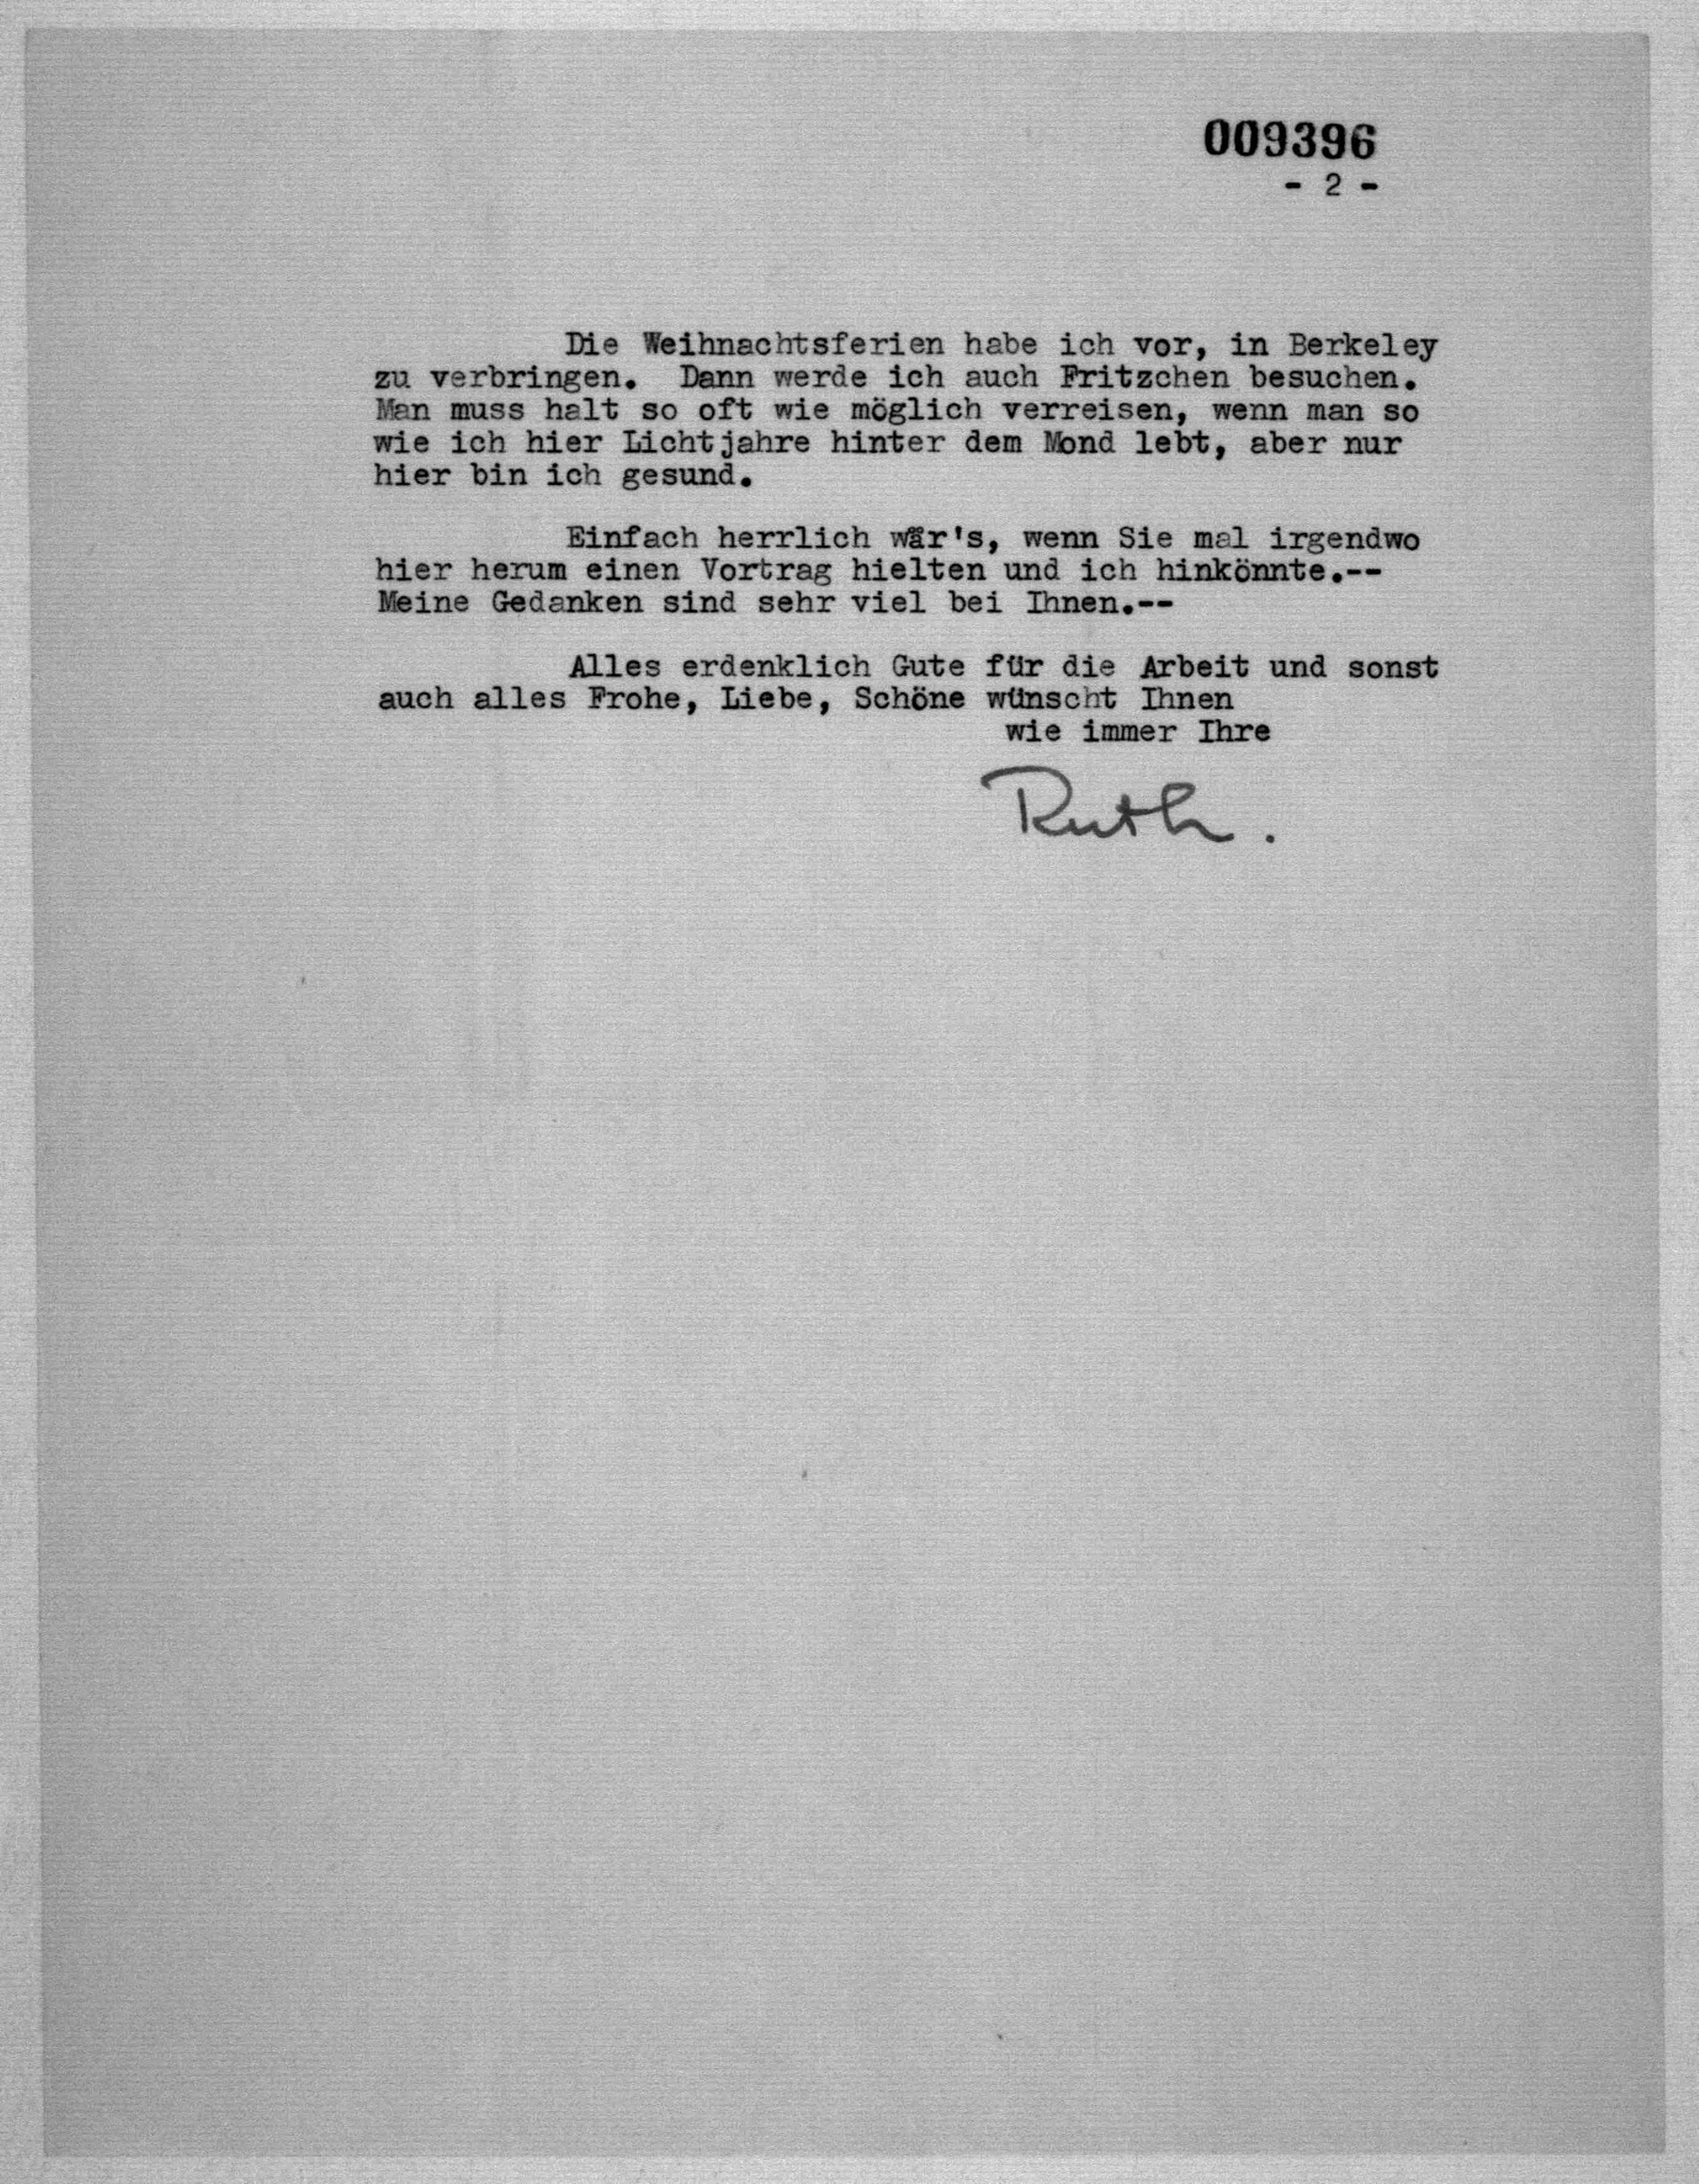 009396
- 2 -
Die Weihnachtsferien habe ich vor, in Berkeley
zu verbringen. Dann werde ich auch Fritzchen besuchen.
Man muss halt so oft wie möglich verreisen, wenn man so
wie ich hier Lichtjahre hinter dem Mond lebt, aber nur
hier bin ich gesund.
Einfach herrlich wär's, wenn Sie mal irgendwo
hier herum einen Vortrag hielten und ich hinkönnte.--
Meine Gedanken sind sehr viel bei Ihnen.--
Alles erdenklich Gute für die Arbeit und sonst
auch alles Frohe, Liebe, Schöne wünscht Ihnen
wie immer Ihre
Ruth.